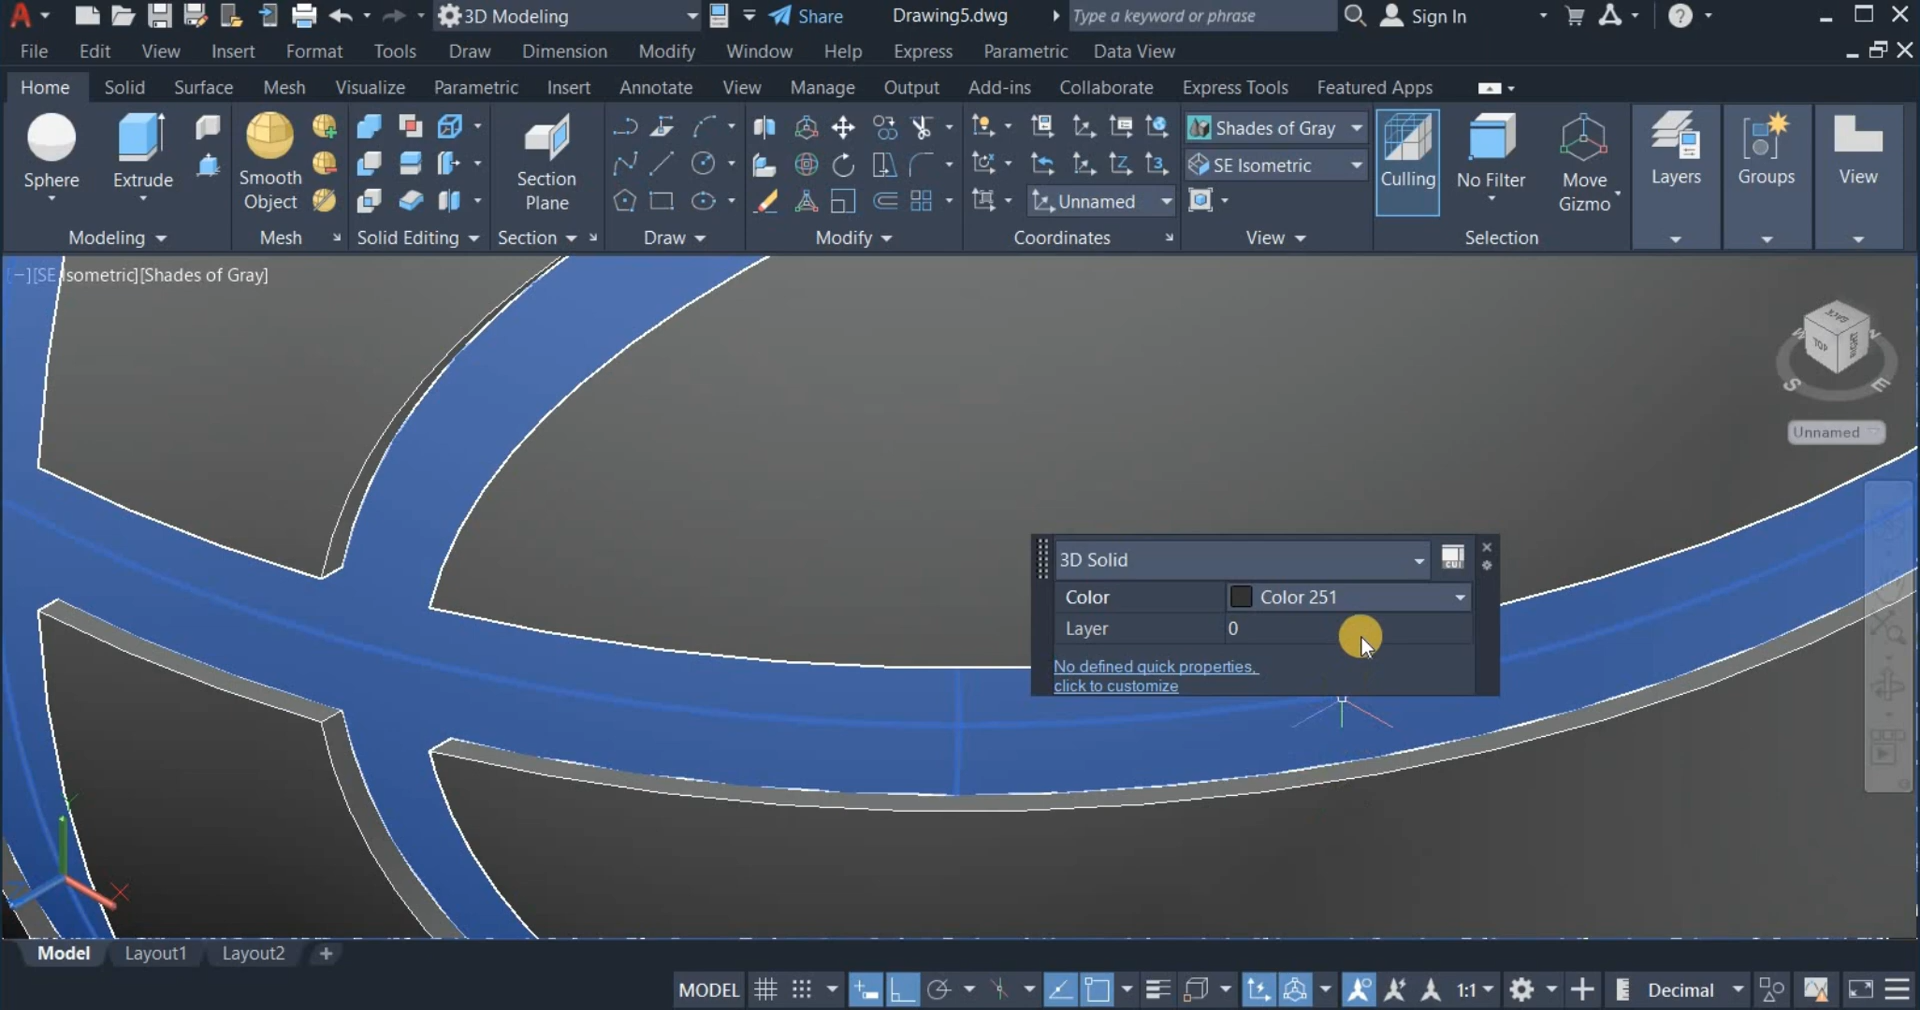 3D Modeling Share Drawing5.dwg Type a keyword or phrase Sign In
File Edit View Insert Format Tools Draw Dimension Modify Window Help Express Parametric Data View
Home Solid Surface Mesh Visualize Parametric Insert Annotate View Manage Output Add-ins Collaborate Express Tools Featured Apps
Sphere Extrude Smooth Object Section Plane Unnamed Shades of Gray SE Isometric Culling No Filter Move Gizmo Layers Groups View
Modeling Mesh Solid Editing Section Draw Modify Coordinates View Selection
[−][SE Isometric][Shades of Gray]
BACK
TOP RIGHT
W N S E
Unnamed
3D Solid
CUI
Color Color 251
Layer 0
No defined quick properties,
click to customize
Y
X
Model Layout1 Layout2 +
MODEL 1:1 Decimal